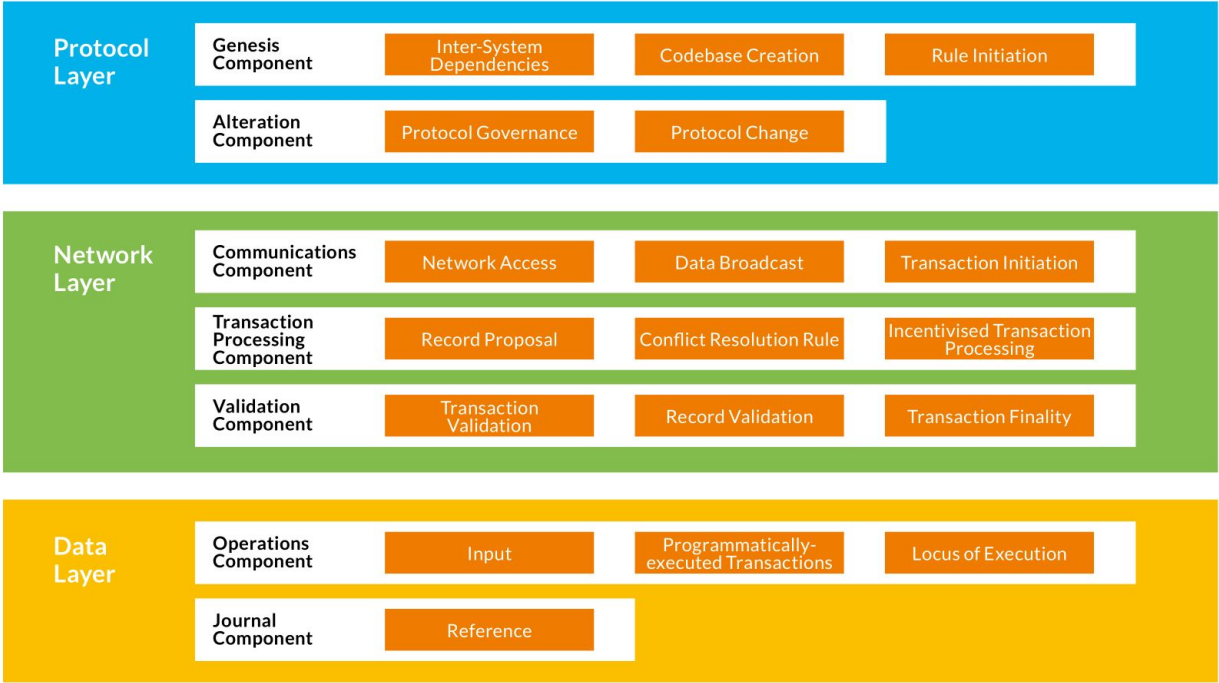 Protocol
Layer
Genesis
Component
Inter-System
Dependencies
Codebase Creation
Rule Initiation
Alteration
Component
Protocol Governance
Protocol Change
Network
Layer
Communications
Component
Network Access
Data Broadcast
Transaction Initiation
Transaction
Processing
Component
Record Proposal
Conflict Resolution Rule
Incentivised Transaction
Processing
Validation
Component
Transaction
Validation
Record Validation
Transaction Finality
Data
Layer
Operations
Component
Input
Programmatically-
executed Transactions
Locus of Execution
Journal
Component
Reference